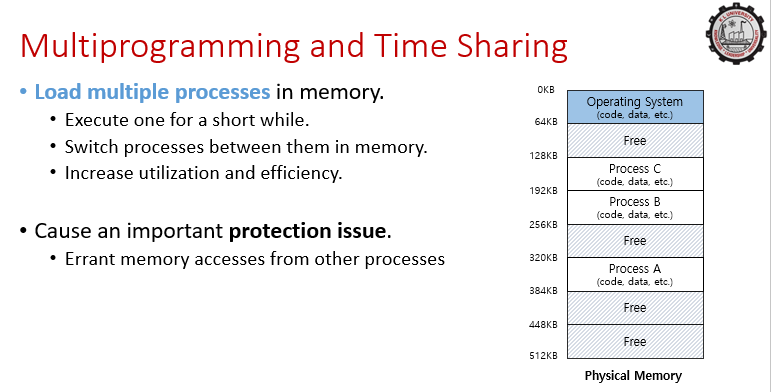 Multiprogramming and Time Sharing
• Load multiple processes in memory.
• Execute one for a short while.
• Switch processes between them in memory.
• Increase utilization and efficiency.
• Cause an important protection issue.
• Errant memory accesses from other processes
0KB
Operating System
(code, data, etc.)
64KB
Free
128KB
Process C
(code, data, etc.)
192KB
Process B
(code, data, etc.)
256KB
Free
320KB
Process A
(code, data, etc.)
384KB
Free
448KB
Free
512KB
Physical Memory
K L UNIVERSITY